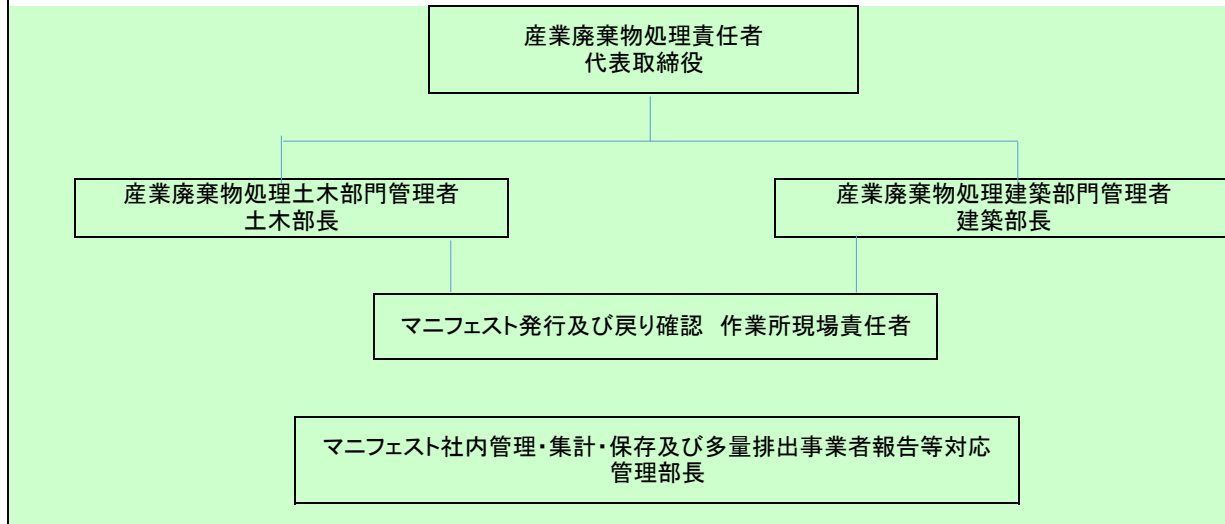 産業廃棄物処理責任者
代表取締役
産業廃棄物処理土木部門管理者
土木部長
産業廃棄物処理建築部門管理者
建築部長
マニフェスト発行及び戻り確認　作業所現場責任者
マニフェスト社内管理・集計・保存及び多量排出事業者報告等対応
管理部長